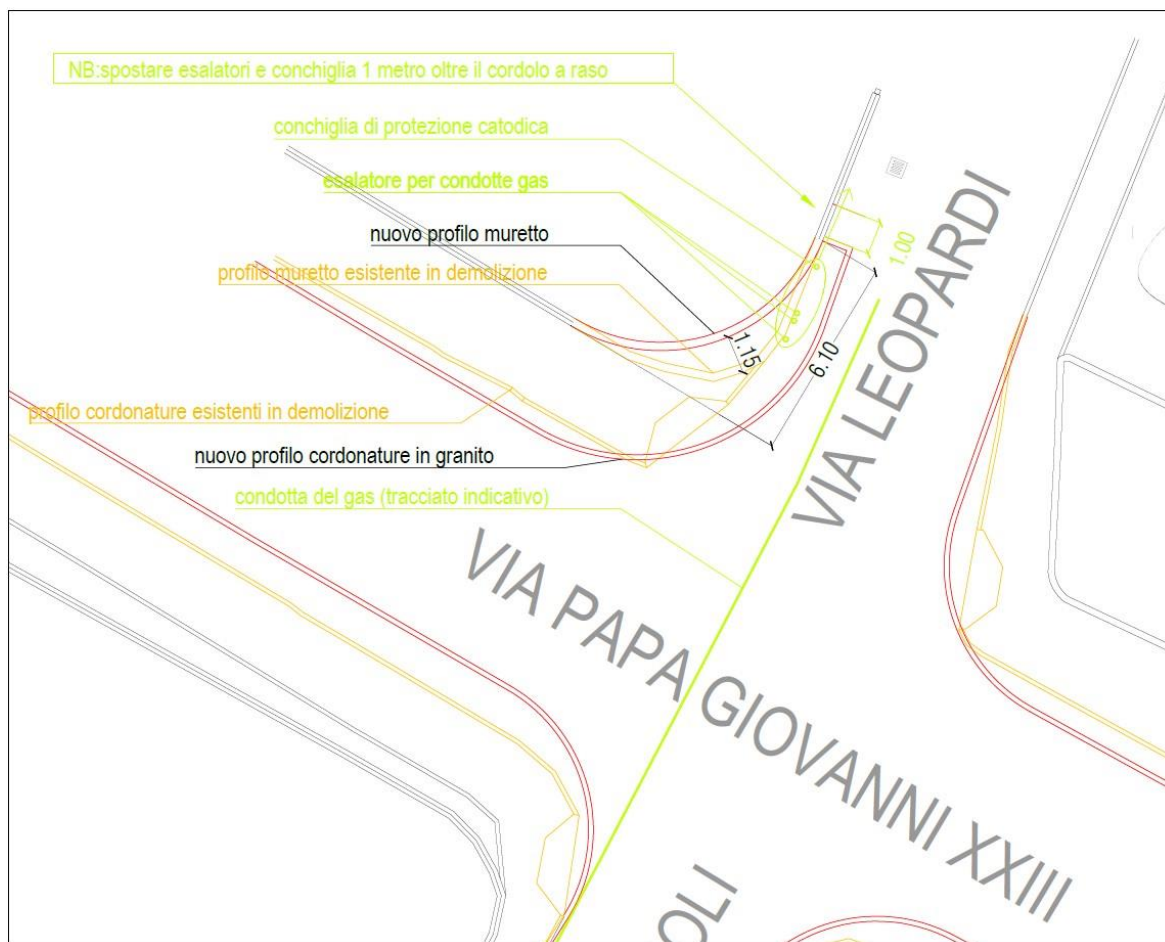 NB:spostare esalatori e conchiglia 1 metro oltre il cordolo a raso
conchiglia di protezione catodica
esalatore per condotte gas
nuovo profilo muretto
profilo muretto esistente in demolizione
1.00
1.15
6.10
profilo cordonature esistenti in demolizione
nuovo profilo cordonature in granito
condotta del gas (tracciato indicativo)
VIA LEOPARDI
VIA PAPA GIOVANNI XXIII
OLI